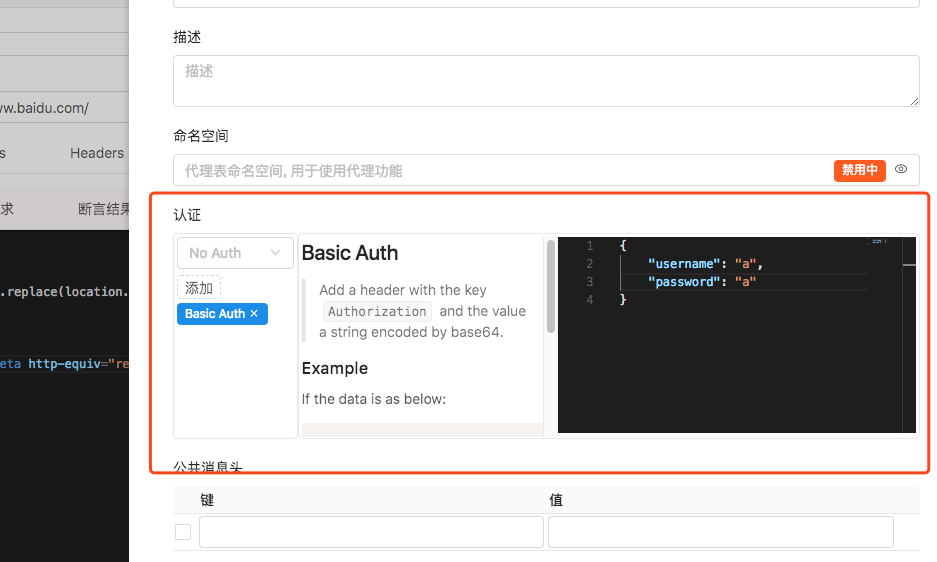 描述
描述
ww.baidu.com/
命名空间
s
Headers
代理表命名空间, 用于使用代理功能
禁用中
求
断言结果
认证
No Auth
添加
Basic Auth ×
Basic Auth
Add a header with the key
Authorization and the value
a string encoded by base64.
Example
If the data is as below:
1 {
2 "username": "a",
3 "password": "a"
4 }
.replace(location.
eta http-equiv="re
公共消息头
键
值